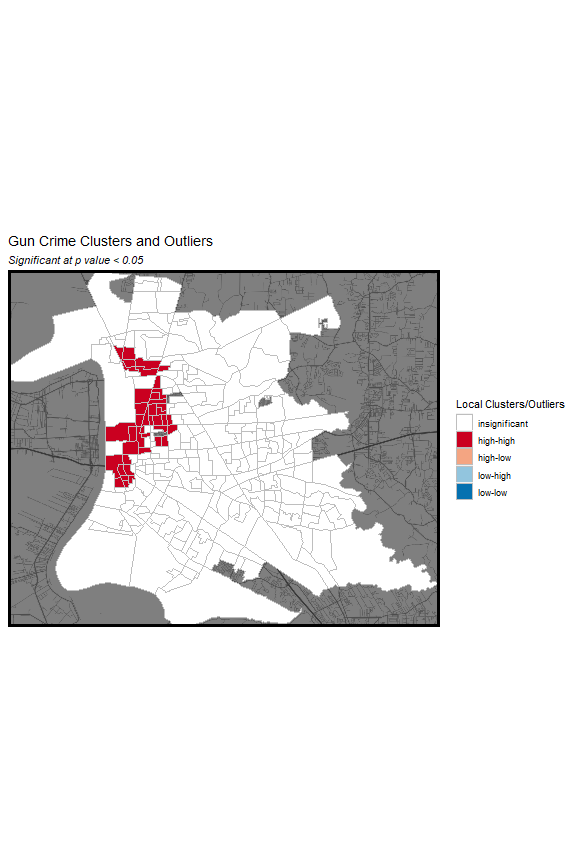 Gun Crime Clusters and Outliers
Significant at p value < 0.05
Local Clusters/Outliers
insignificant
high-high
high-low
low-high
low-low